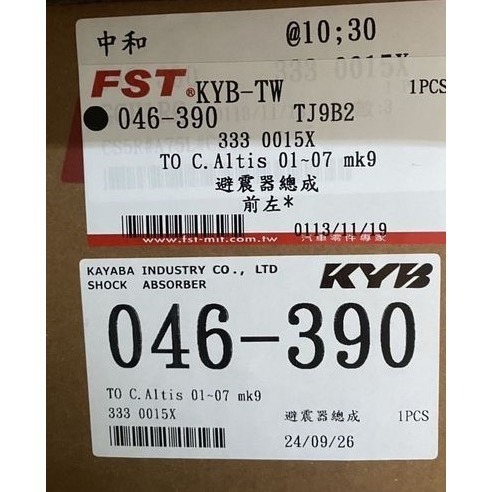 中和 @10;30
333 0015X
FST® KYB-TW 1PCS
●046-390 TJ9B2
333 0015X
TO C.Altis 01~07 mk9
避震器總成
前左*
0113/11/19
www.fst-mit.com.tw 汽車零件專家
KAYABA INDUSTRY CO., LTD KYB
SHOCK ABSORBER
046-390
TO C.Altis 01~07 mk9
333 0015X 避震器總成 1PCS
24/09/26